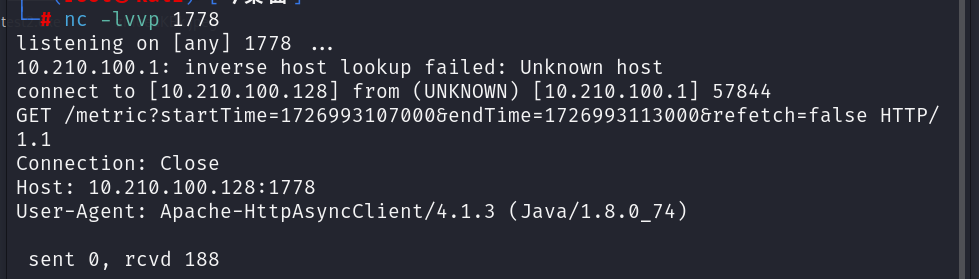 └─# nc -lvvp 1778
listening on [any] 1778 ...
10.210.100.1: inverse host lookup failed: Unknown host
connect to [10.210.100.128] from (UNKNOWN) [10.210.100.1] 57844
GET /metric?startTime=1726993107000&endTime=1726993113000&refetch=false HTTP/
1.1
Connection: Close
Host: 10.210.100.128:1778
User-Agent: Apache-HttpAsyncClient/4.1.3 (Java/1.8.0_74)
sent 0, rcvd 188